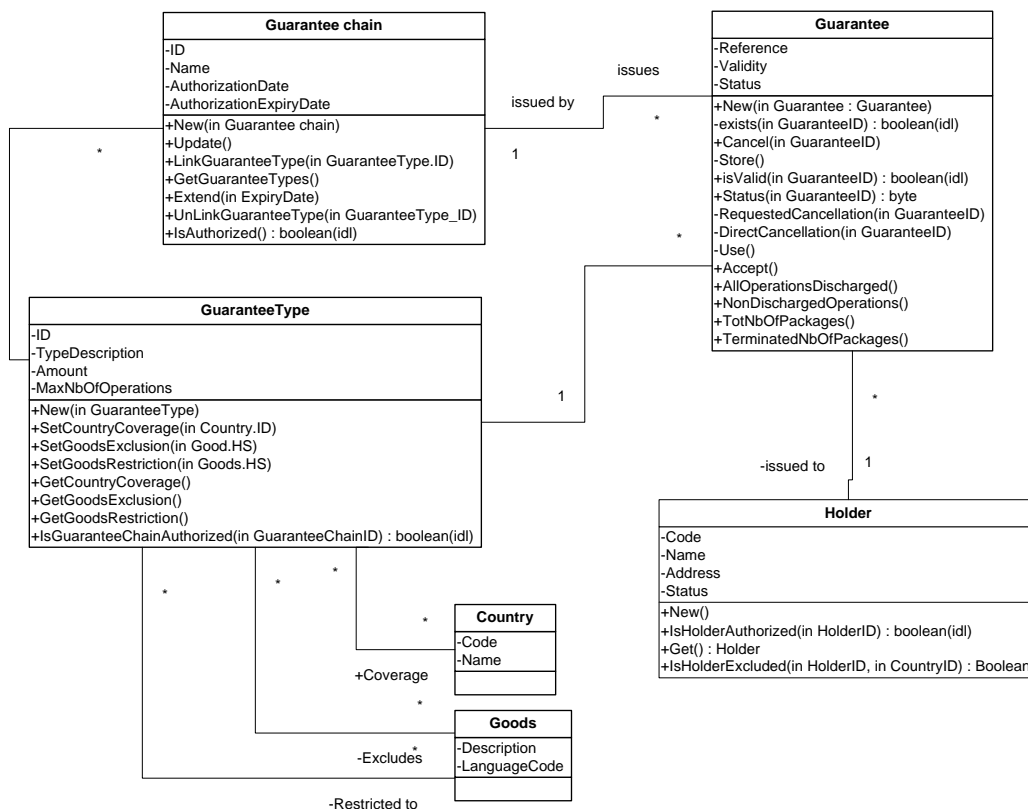 Guarantee chain
-ID
-Name
-AuthorizationDate
-AuthorizationExpiryDate
+New(in Guarantee chain)
+Update()
+LinkGuaranteeType(in GuaranteeType.ID)
+GetGuaranteeTypes()
+Extend(in ExpiryDate)
+UnLinkGuaranteeType(in GuaranteeType_ID)
+IsAuthorized() : boolean(idl)
*
issued by
issues
1
*
Guarantee
-Reference
-Validity
-Status
+New(in Guarantee : Guarantee)
-exists(in GuaranteeID) : boolean(idl)
+Cancel(in GuaranteeID)
-Store()
+isValid(in GuaranteeID) : boolean(idl)
+Status(in GuaranteeID) : byte
-RequestedCancellation(in GuaranteeID)
-DirectCancellation(in GuaranteeID)
-Use()
+Accept()
+AllOperationsDischarged()
+NonDischargedOperations()
+TotNbOfPackages()
+TerminatedNbOfPackages()
*
GuaranteeType
-ID
-TypeDescription
-Amount
-MaxNbOfOperations
+New(in GuaranteeType)
+SetCountryCoverage(in Country.ID)
+SetGoodsExclusion(in Good.HS)
+SetGoodsRestriction(in Goods.HS)
+GetCountryCoverage()
+GetGoodsExclusion()
+GetGoodsRestriction()
+IsGuaranteeChainAuthorized(in GuaranteeChainID) : boolean(idl)
1
*
-issued to
1
Holder
-Code
-Name
-Address
-Status
+New()
+IsHolderAuthorized(in HolderID) : boolean(idl)
+Get() : Holder
+IsHolderExcluded(in HolderID, in CountryID) : Boolean
*
*
*
*
Country
-Code
-Name
+Coverage
*
Goods
-Description
-LanguageCode
*
-Excludes
-Restricted to